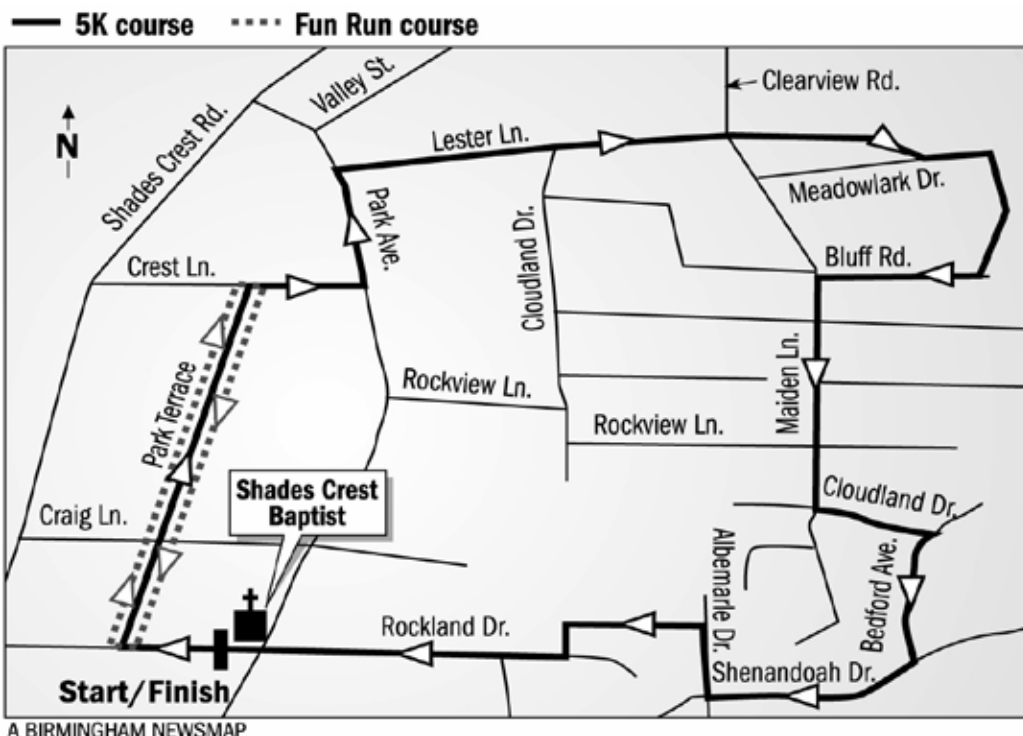 5K course
Fun Run course
Valley St.
Clearview Rd.
Shades Crest Rd.
Lester Ln.
N
Meadowlark Dr.
Park Ave.
Crest Ln.
Bluff Rd.
Cloudland Dr.
Park Terrace
Rockview Ln.
Maiden Ln.
Rockview Ln.
Shades Crest
Baptist
Craig Ln.
Cloudland Dr.
Albemarle Dr.
Bedford Ave.
Rockland Dr.
Shenandoah Dr.
Start/Finish
A BIRMINGHAM NEWSMAP